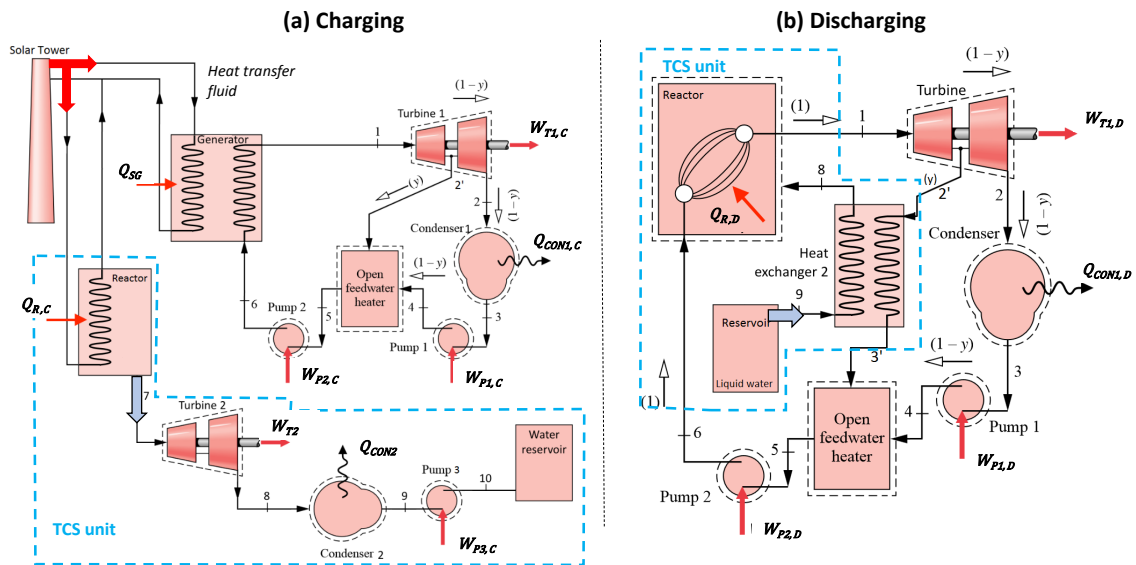 (a) Charging
Solar Tower
Heat transfer
fluid
Generator
Q_SG
1
Turbine 1
(1 – y)
W_T1,C
(y)
2'
2
(1–y)
Condenser 1
Q_CON1,C
Open
feedwater
heater
(1–y)
6
Pump 2
5
4
3
Pump 1
W_P2,C
W_P1,C
Reactor
Q_R,C
7
Turbine 2
W_T2
Q_CON2
Water
reservoir
Pump 3
10
8
9
Condenser 2
W_P3,C
TCS unit
(b) Discharging
TCS unit
Reactor
(1)
1
Turbine
(1 – y)
W_T1,D
8
(y)
2'
2
(1–y)
Q_R,D
Condenser
Heat
exchanger 2
Q_CON1,D
9
Reservoir
Liquid water
3'
(1–y)
3
(1)
4
Pump 1
6
5
Open
feedwater
heater
W_P1,D
Pump 2
W_P2,D